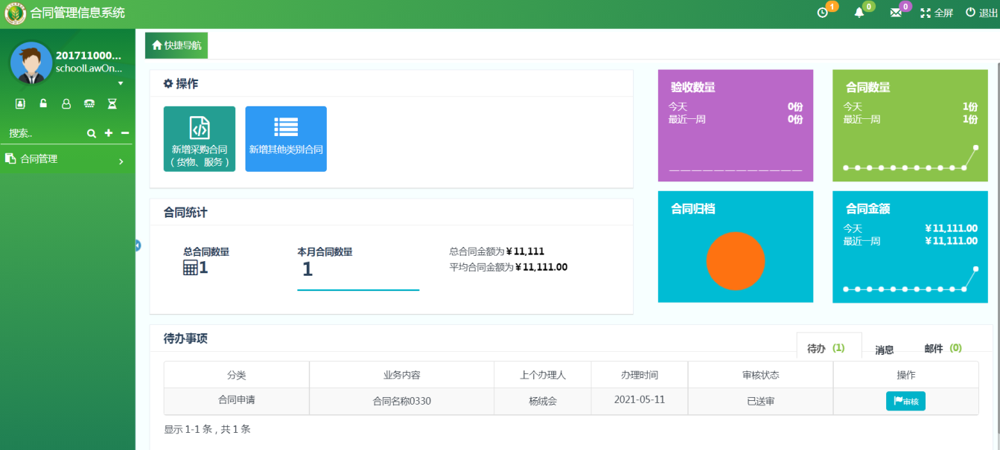 合同管理信息系统
1
0
0
全屏
退出
201711000...
schoolLawOn...
搜索..
合同管理
快捷导航
操作
新增采购合同
（货物、服务）
新增其他类别合同
验收数量
今天 0份
最近一周 0份
合同数量
今天 1份
最近一周 1份
合同统计
总合同数量
1
本月合同数量
1
总合同金额为￥11,111
平均合同金额为￥11,111.00
合同归档
合同金额
今天 ￥11,111.00
最近一周 ￥11,111.00
待办事项
待办 (1) 消息 邮件 (0)
分类 业务内容 上个办理人 办理时间 审核状态 操作
合同申请 合同名称0330 杨绒会 2021-05-11 已送审 审核
显示 1-1 条，共 1 条